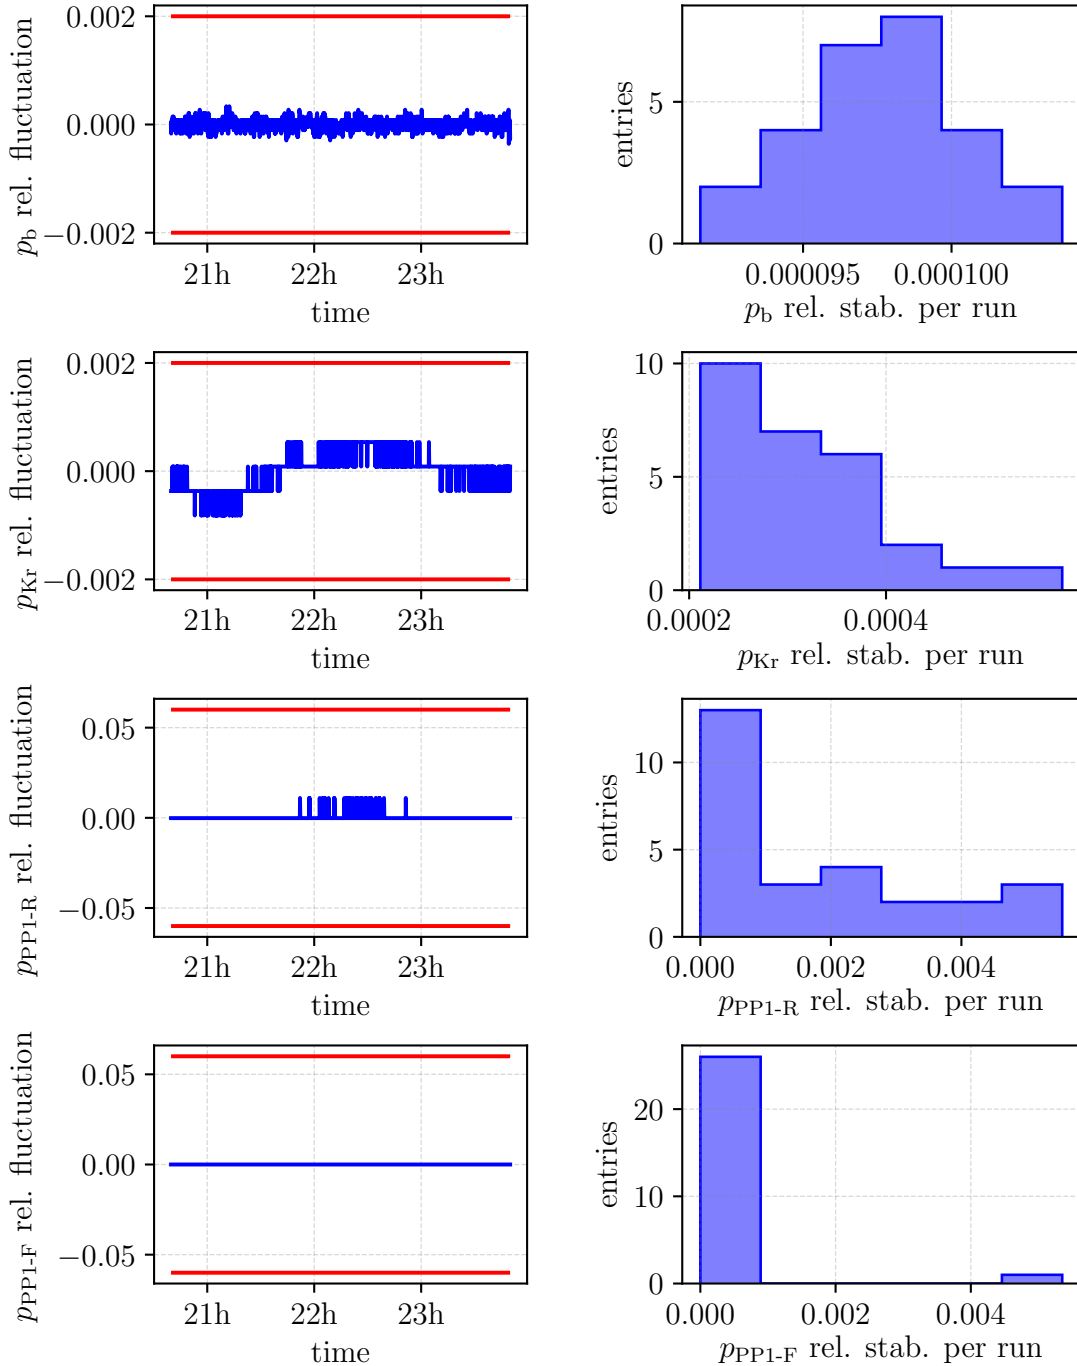 p_b rel. fluctuation
0.002
0.000
−0.002
21h 22h 23h
time
entries
5
0
0.000095 0.000100
p_b rel. stab. per run
p_Kr rel. fluctuation
0.002
0.000
−0.002
21h 22h 23h
time
entries
10
5
0
0.0002 0.0004
p_Kr rel. stab. per run
p_PP1-R rel. fluctuation
0.05
0.00
−0.05
21h 22h 23h
time
entries
10
5
0
0.000 0.002 0.004
p_PP1-R rel. stab. per run
p_PP1-F rel. fluctuation
0.05
0.00
−0.05
21h 22h 23h
time
entries
20
10
0
0.000 0.002 0.004
p_PP1-F rel. stab. per run